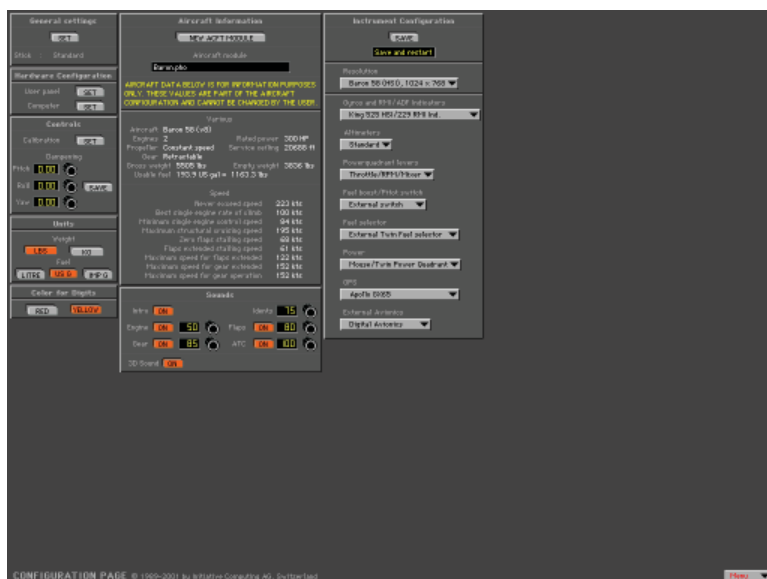 General settings
SET
Stick : Standard
Hardware Configuration
User panel SET
Computer SET
Controls
Calibration SET
Dampening
Pitch 0.00
Roll 0.00 SAVE
Yaw 0.00
Units
Weight
LBS KG
Fuel
LITRE US G IMP G
Color for Digits
RED YELLOW
Aircraft Information
NEW ACFT MODULE
Aircraft module
Baron.pho
AIRCRAFT DATA BELOW IS FOR INFORMATION PURPOSES
ONLY. THESE VALUES ARE PART OF THE AIRCRAFT
CONFIGURATION AND CANNOT BE CHANGED BY THE USER.
Various
Aircraft Baron 58 (v8)
Engines 2 Rated power 300 HP
Propeller Constant speed Service ceiling 20688 ft
Gear Retractable
Gross weight 5505 lbs Empty weight 3836 lbs
Usable fuel 193.9 US gal = 1163.3 lbs
Speed
Never exceed speed 223 kts
Best single engine rate of climb 100 kts
Minimum single engine control speed 84 kts
Maximum structural cruising speed 195 kts
Zero flaps stalling speed 68 kts
Flaps extended stalling speed 61 kts
Maximum speed for flaps extended 122 kts
Maximum speed for gear extended 152 kts
Maximum speed for gear operation 152 kts
Sounds
Intro ON Idents 75
Engine ON 50 Flaps ON 80
Gear ON 85 ATC ON 100
3D-Sound ON
Instrument Configuration
SAVE
Save and restart
Resolution
Baron 58 (HSI), 1024 x 768
Gyros and RMI/ADF Indicators
King 525 HSI/229 RMI Ind.
Altimeters
Standard
Powerquadrant levers
Throttle/RPM/Mixer
Fuel boost/Pitot switch
External switch
Fuel selector
External Twin Fuel selector
Power
Mouse/Twin Power Quadrant
GPS
Apollo GX65
External Avionics
Digital Avionics
CONFIGURATION PAGE © 1989-2001 by Initiative Computing AG, Switzerland
Menu